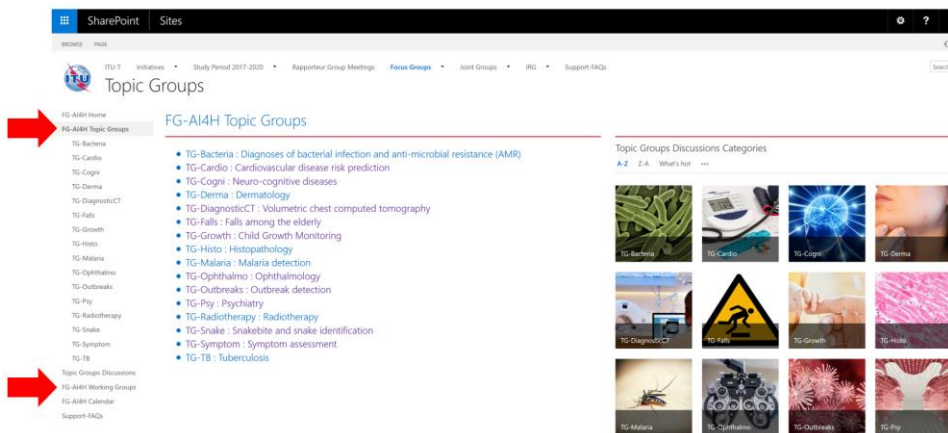 SharePoint Sites ?
BROWSE PAGE
ITU-T Initiatives Study Period 2017-2020 Rapporteur Group Meetings Focus Groups Joint Groups IRG Support-FAQs
Search
ITU
Topic Groups
FG-AI4H Home
FG-AI4H Topic Groups
TG-Bacteria
TG-Cardio
TG-Cogni
TG-Derma
TG-DiagnosticCT
TG-Falls
TG-Growth
TG-Histo
TG-Malaria
TG-Ophthalmo
TG-Outbreaks
TG-Psy
TG-Radiotherapy
TG-Snake
TG-Symptom
TG-TB
Topic Groups Discussions
FG-AI4H Working Groups
FG-AI4H Calendar
Support-FAQs
FG-AI4H Topic Groups
• TG-Bacteria : Diagnoses of bacterial infection and anti-microbial resistance (AMR)
• TG-Cardio : Cardiovascular disease risk prediction
• TG-Cogni : Neuro-cognitive diseases
• TG-Derma : Dermatology
• TG-DiagnosticCT : Volumetric chest computed tomography
• TG-Falls : Falls among the elderly
• TG-Growth : Child Growth Monitoring
• TG-Histo : Histopathology
• TG-Malaria : Malaria detection
• TG-Ophthalmo : Ophthalmology
• TG-Outbreaks : Outbreak detection
• TG-Psy : Psychiatry
• TG-Radiotherapy : Radiotherapy
• TG-Snake : Snakebite and snake identification
• TG-Symptom : Symptom assessment
• TG-TB : Tuberculosis
Topic Groups Discussions Categories
A-Z Z-A What's hot •••
TG-Bacteria TG-Cardio TG-Cogni TG-Derma
TG-DiagnosticCT TG-Falls TG-Growth TG-Histo
TG-Malaria TG-Ophthalmo TG-Outbreaks TG-Psy